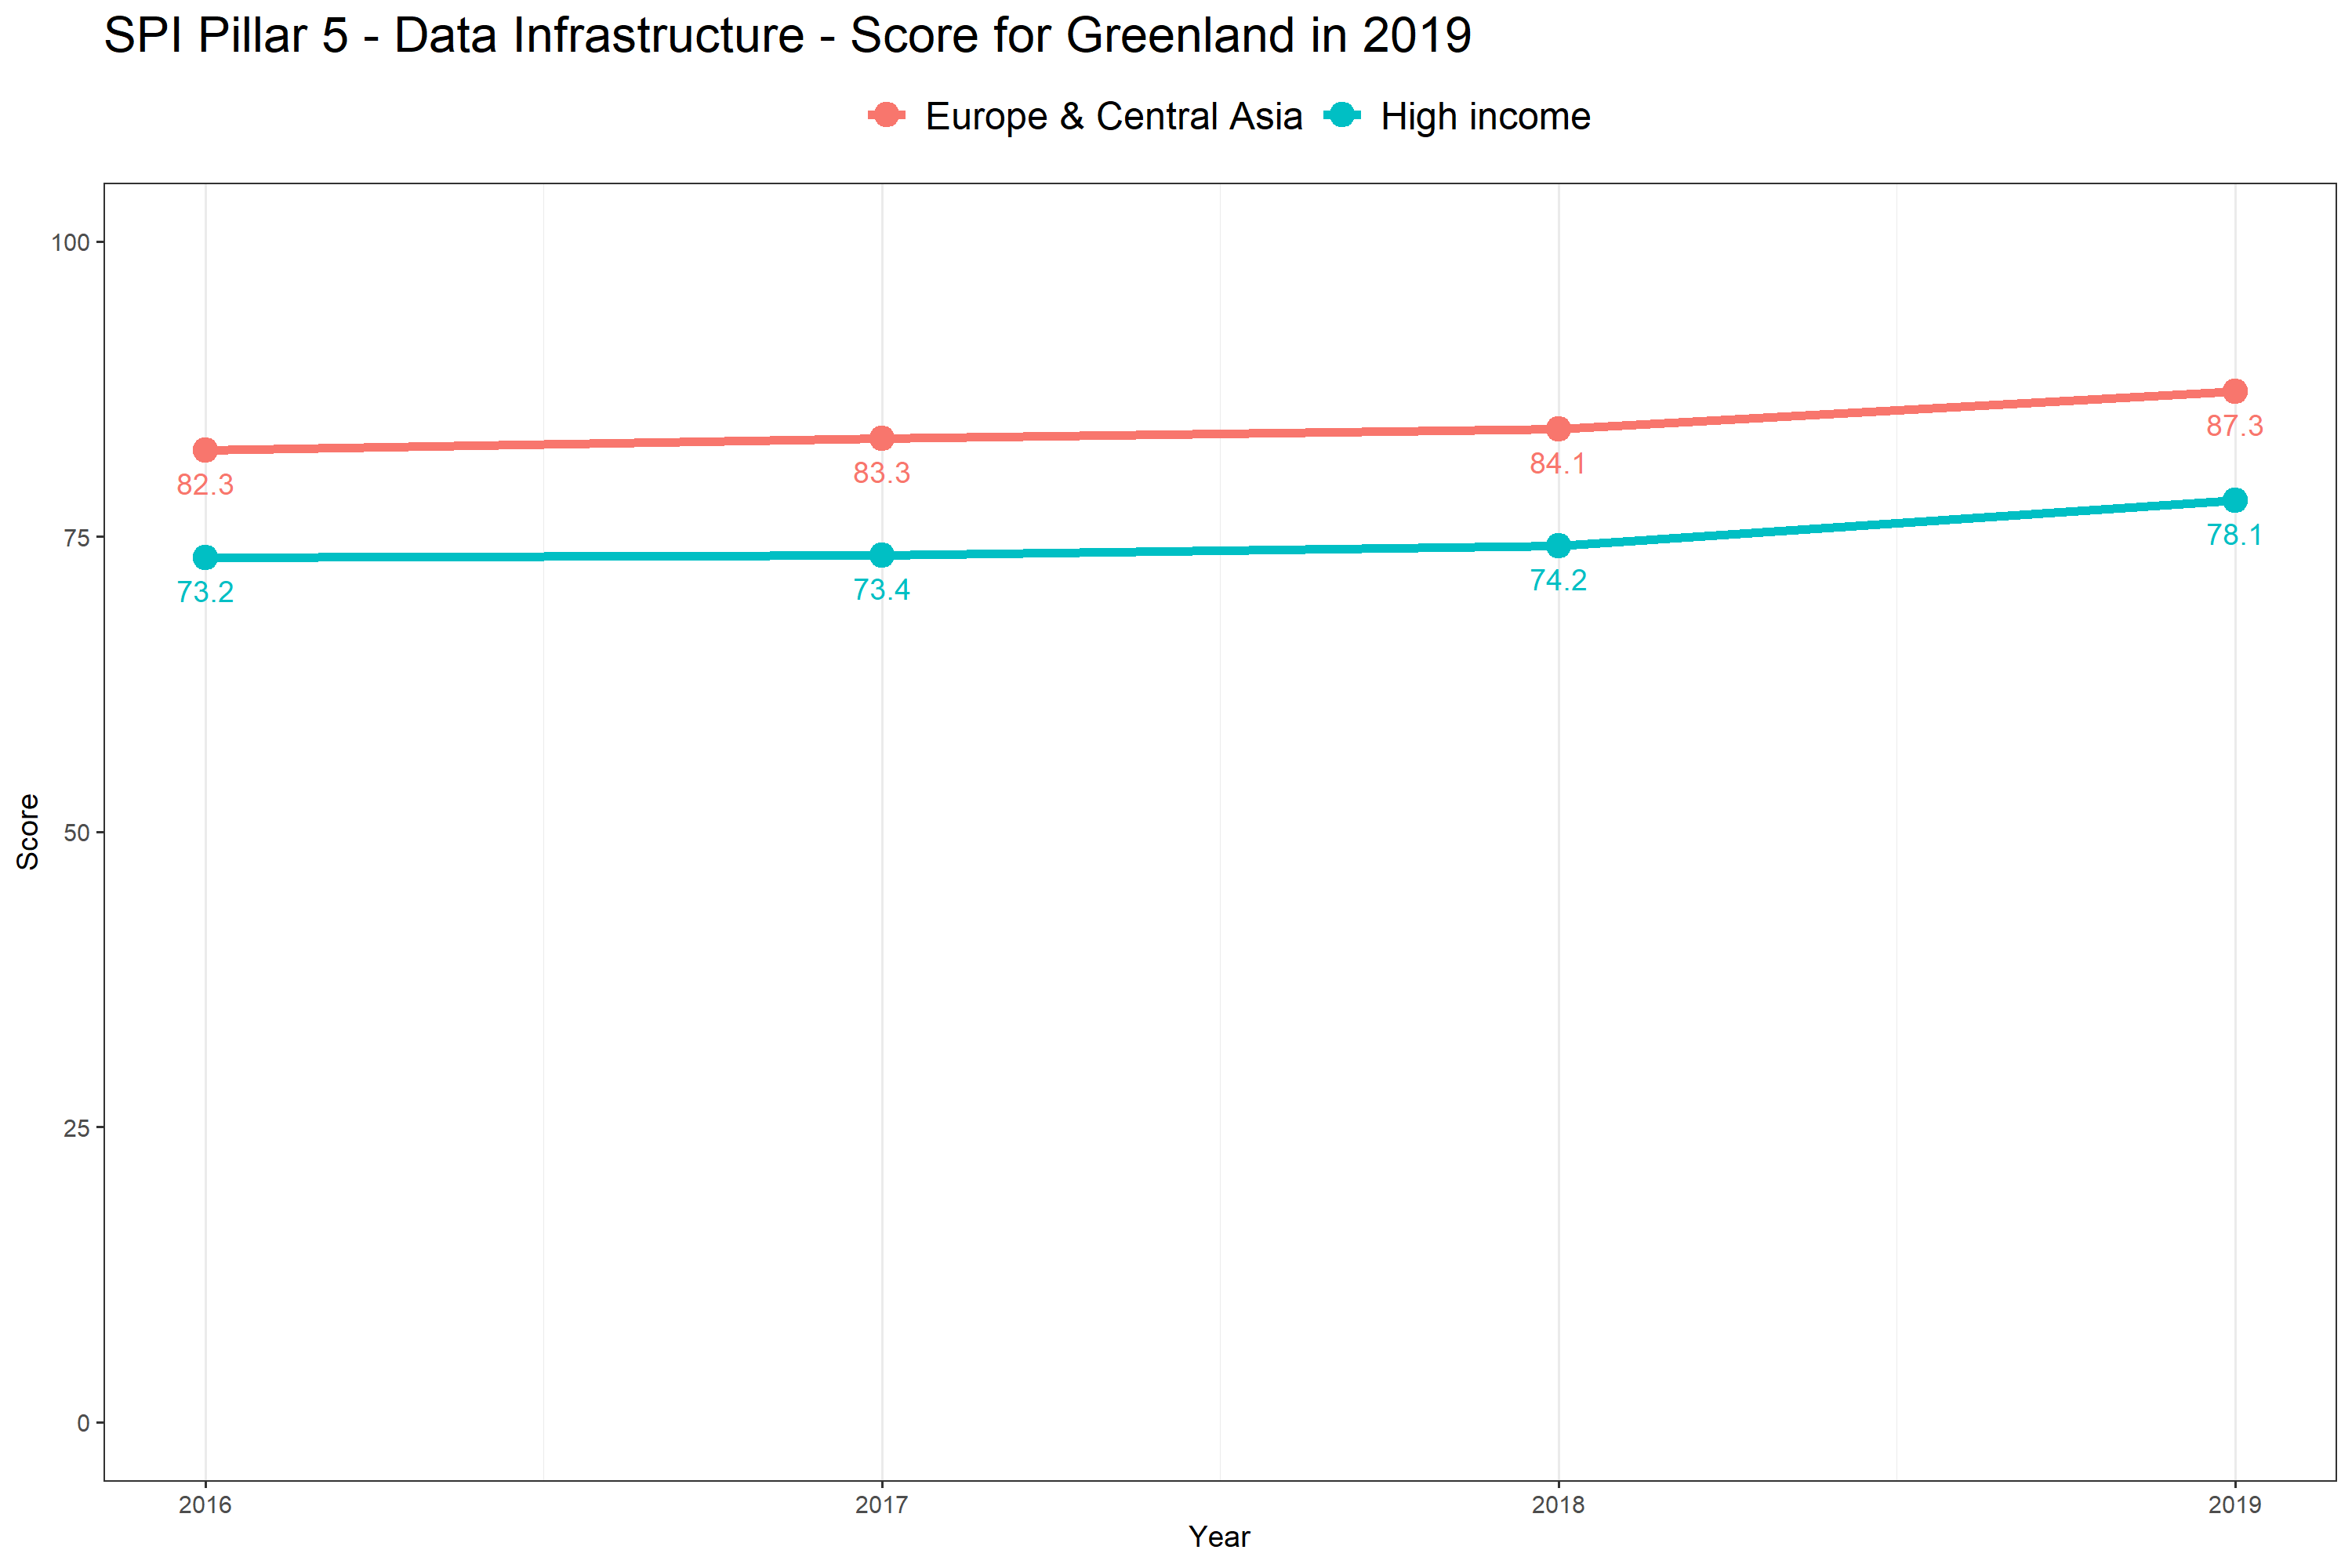 SPI Pillar 5 - Data Infrastructure - Score for Greenland in 2019
Europe & Central Asia High income
100
75
50
25
0
Score
82.3
83.3
84.1
87.3
73.2
73.4
74.2
78.1
2016 2017 2018 2019
Year